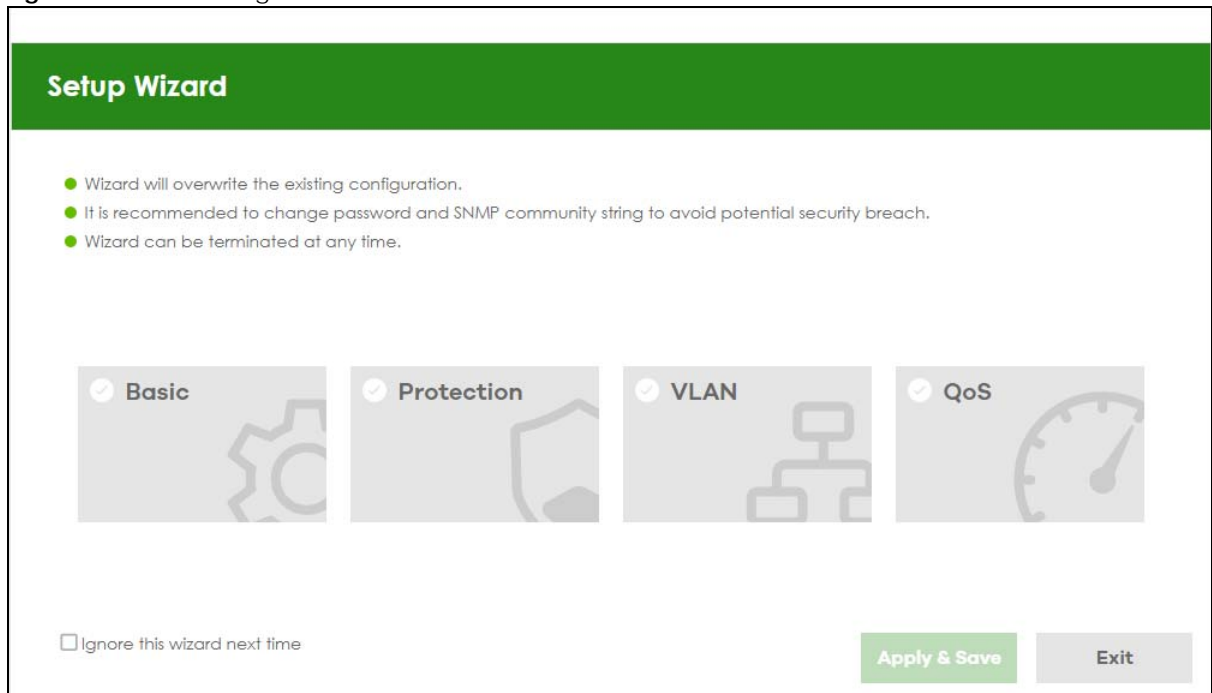 Setup Wizard
Wizard will overwrite the existing configuration.
It is recommended to change password and SNMP community string to avoid potential security breach.
Wizard can be terminated at any time.
Basic
Protection
VLAN
QoS
Ignore this wizard next time
Apply & Save
Exit